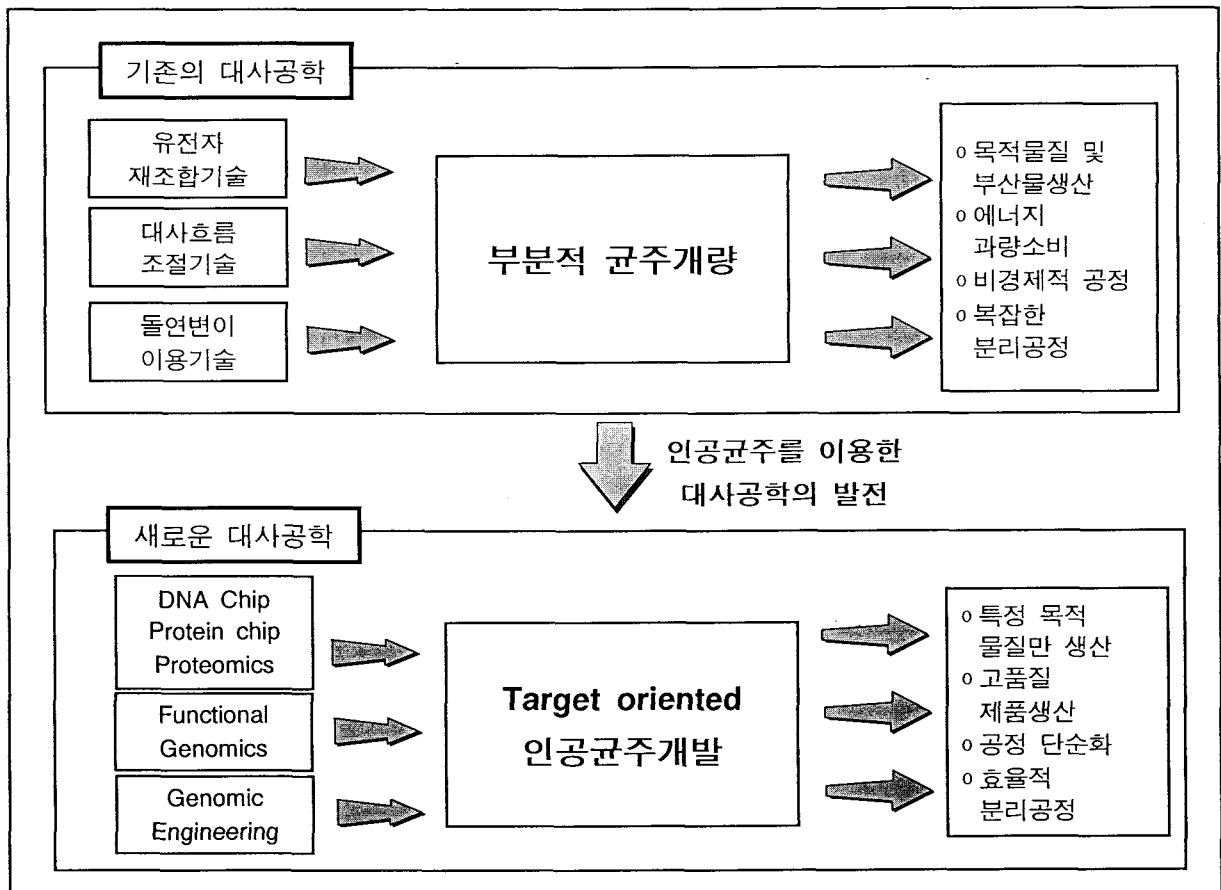 기존의 대사공학
유전자
재조합기술
대사흐름
조절기술
돌연변이
이용기술
부분적 균주개량
o 목적물질 및
부산물생산
o 에너지
과량소비
o 비경제적 공정
o 복잡한
분리공정
인공균주를 이용한
대사공학의 발전
새로운 대사공학
DNA Chip
Protein chip
Proteomics
Functional
Genomics
Genomic
Engineering
Target oriented
인공균주개발
o 특정 목적
물질만 생산
o 고품질
제품생산
o 공정 단순화
o 효율적
분리공정